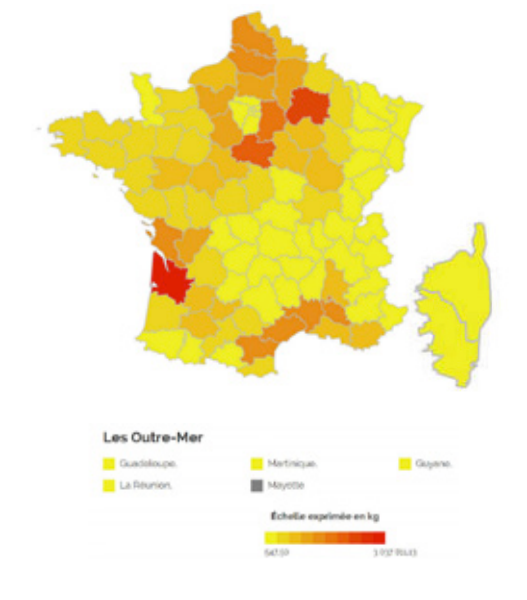 Les Outre-Mer
Guadeloupe, Martinique, Guyane,
La Réunion, Mayotte
Échelle exprimée en kg